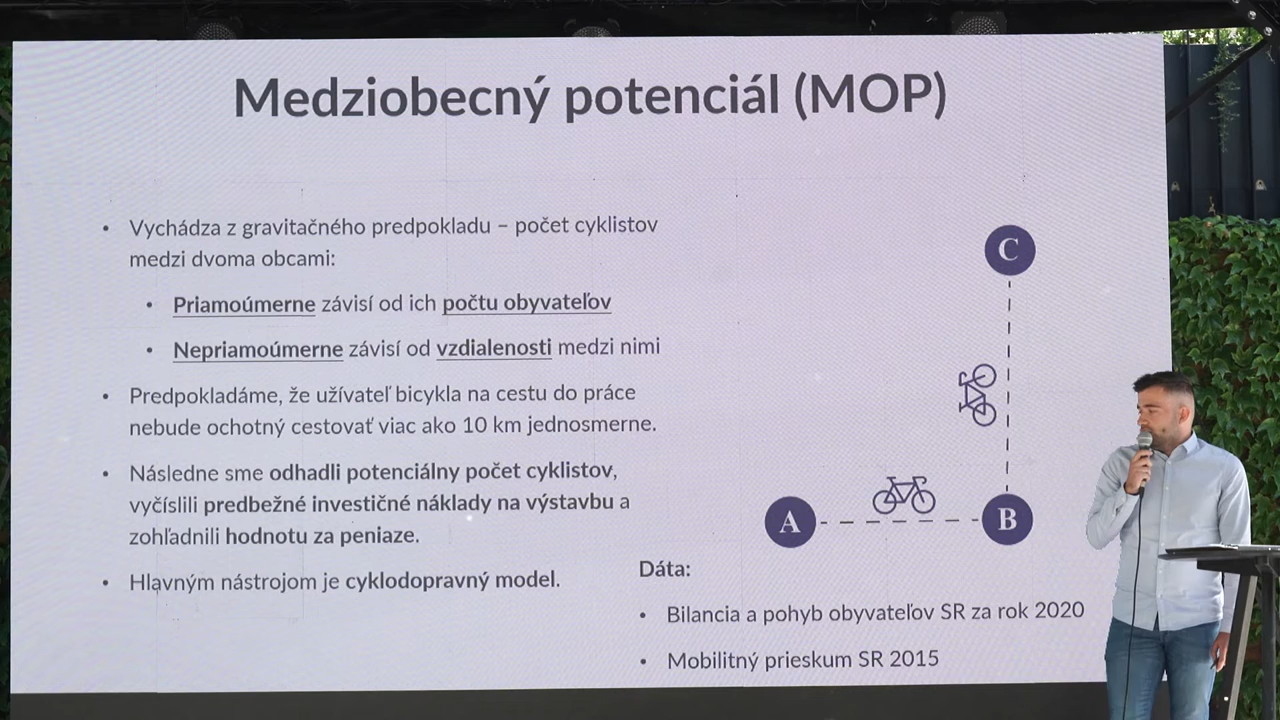 Medziobecný potenciál (MOP)
• Vychádza z gravitačného predpokladu – počet cyklistov
medzi dvoma obcami:
• Priamoúmerne závisí od ich počtu obyvateľov
• Nepriamoúmerne závisí od vzdialenosti medzi nimi
• Predpokladáme, že užívateľ bicykla na cestu do práce
nebude ochotný cestovať viac ako 10 km jednosmerne.
• Následne sme odhadli potenciálny počet cyklistov,
vyčíslili predbežné investičné náklady na výstavbu a
zohľadnili hodnotu za peniaze.
• Hlavným nástrojom je cyklodopravný model.
C
A
B
Dáta:
• Bilancia a pohyb obyvateľov SR za rok 2020
• Mobilitný prieskum SR 2015